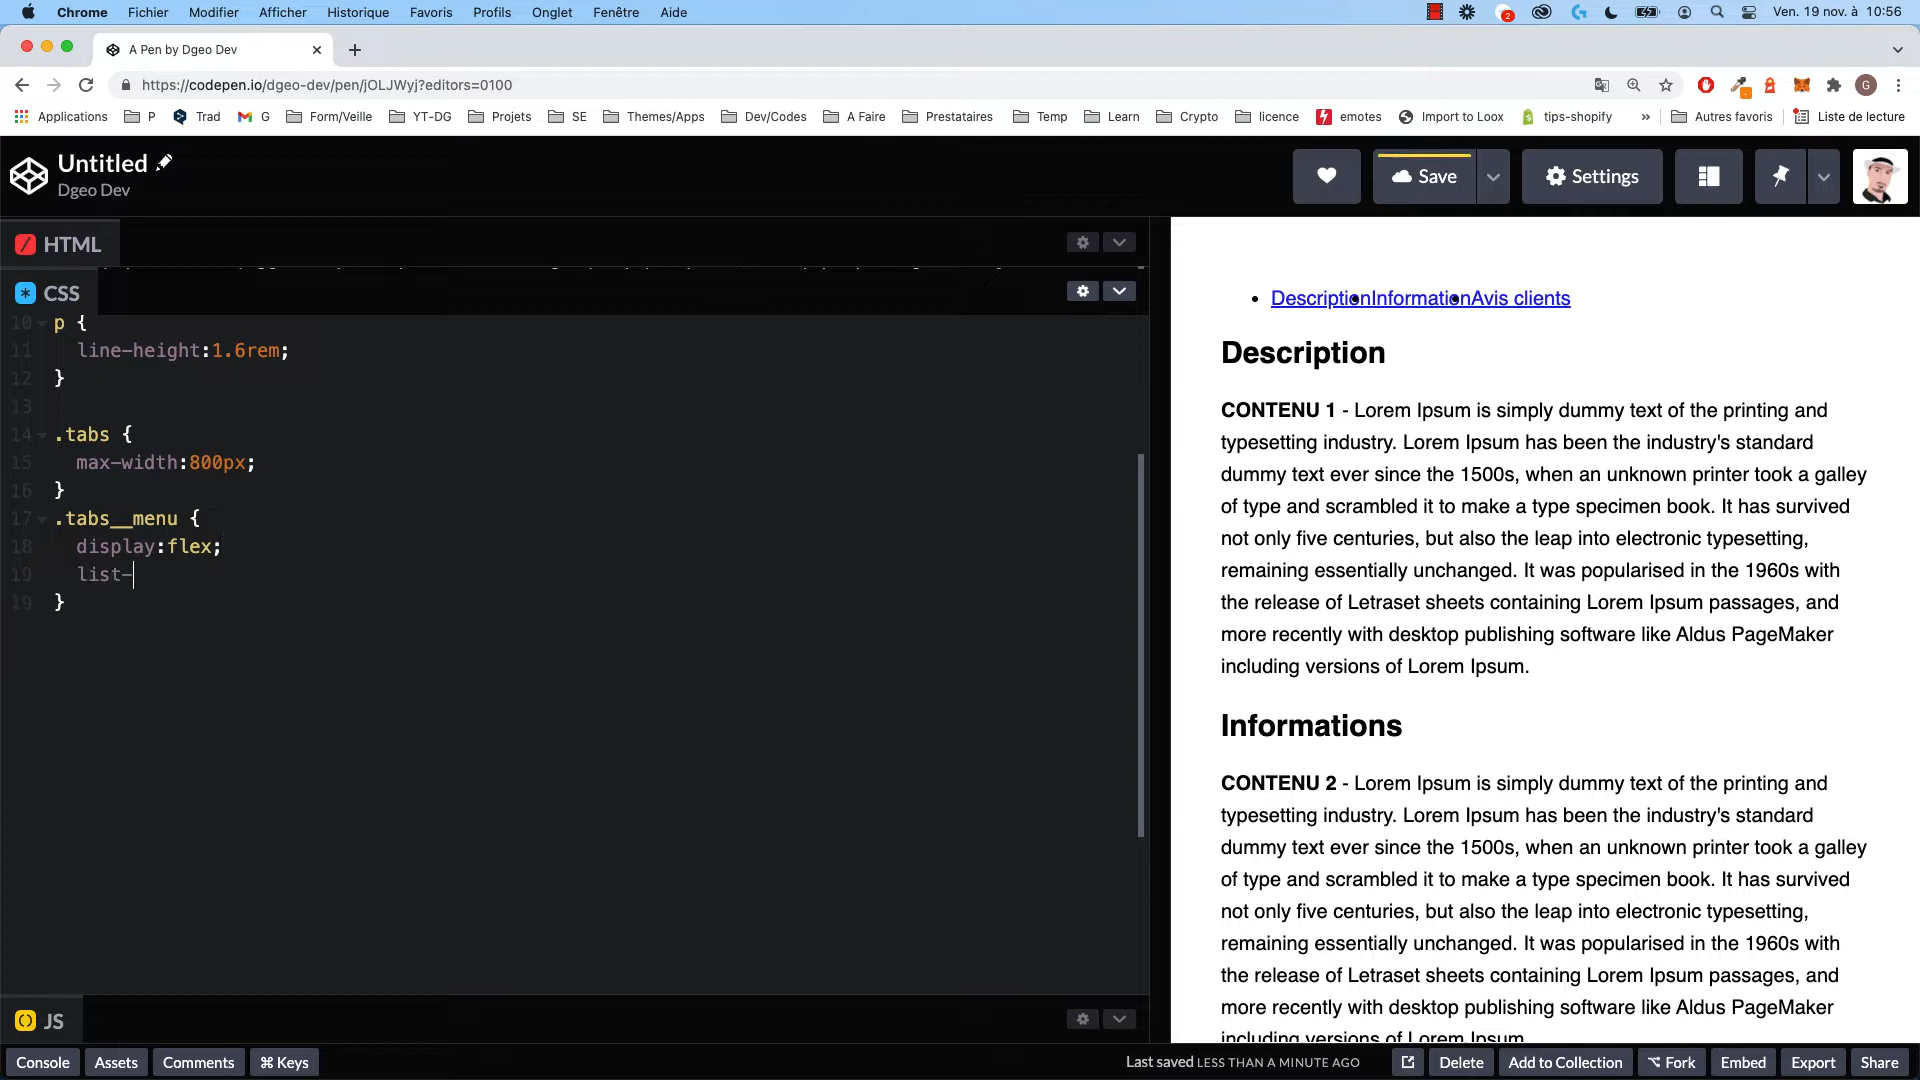 Chrome Fichier Modifier Afficher Historique Favoris Profils Onglet Fenêtre Aide 2 Ven. 19 nov. à 10:56
A Pen by Dgeo Dev
https://codepen.io/dgeo-dev/pen/jOLJWyj?editors=0100 G
Applications P Trad G Form/Veille YT-DG Projets SE Themes/Apps Dev/Codes A Faire Prestataires Temp Learn Crypto licence emotes Import to Loox tips-shopify » Autres favoris Liste de lecture
Untitled
Dgeo Dev
Save
Settings
HTML
CSS
10 p {
11 line-height:1.6rem;
12 }
13
14 .tabs {
15 max-width:800px;
16 }
17 .tabs__menu {
18 display:flex;
19 list-
19 }
JS
• DescriptionInformationAvis clients
Description
CONTENU 1 - Lorem Ipsum is simply dummy text of the printing and
typesetting industry. Lorem Ipsum has been the industry's standard
dummy text ever since the 1500s, when an unknown printer took a galley
of type and scrambled it to make a type specimen book. It has survived
not only five centuries, but also the leap into electronic typesetting,
remaining essentially unchanged. It was popularised in the 1960s with
the release of Letraset sheets containing Lorem Ipsum passages, and
more recently with desktop publishing software like Aldus PageMaker
including versions of Lorem Ipsum.
Informations
CONTENU 2 - Lorem Ipsum is simply dummy text of the printing and
typesetting industry. Lorem Ipsum has been the industry's standard
dummy text ever since the 1500s, when an unknown printer took a galley
of type and scrambled it to make a type specimen book. It has survived
not only five centuries, but also the leap into electronic typesetting,
remaining essentially unchanged. It was popularised in the 1960s with
the release of Letraset sheets containing Lorem Ipsum passages, and
more recently with desktop publishing software like Aldus PageMaker
including versions of Lorem Ipsum
Console Assets Comments ⌘ Keys Last saved LESS THAN A MINUTE AGO Delete Add to Collection Fork Embed Export Share